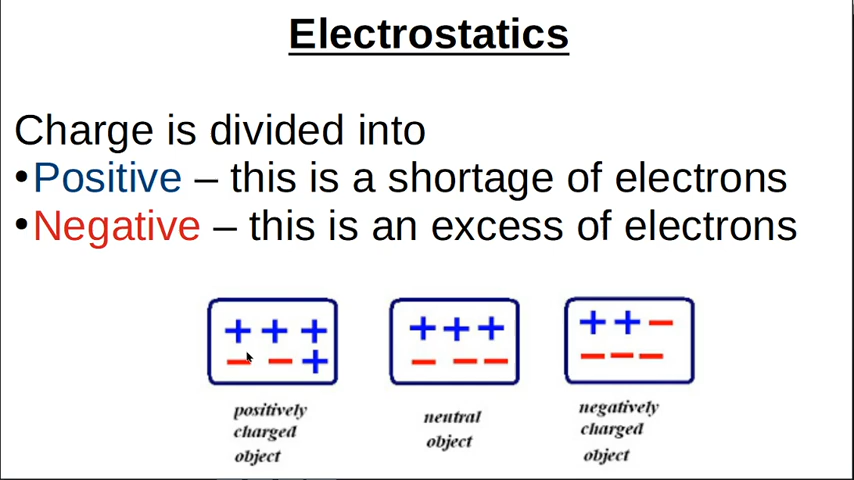 Electrostatics
Charge is divided into
•Positive – this is a shortage of electrons
•Negative – this is an excess of electrons
+ + +
– – +
positively
charged
object
+ + +
– – –
neutral
object
+ + –
– – –
negatively
charged
object